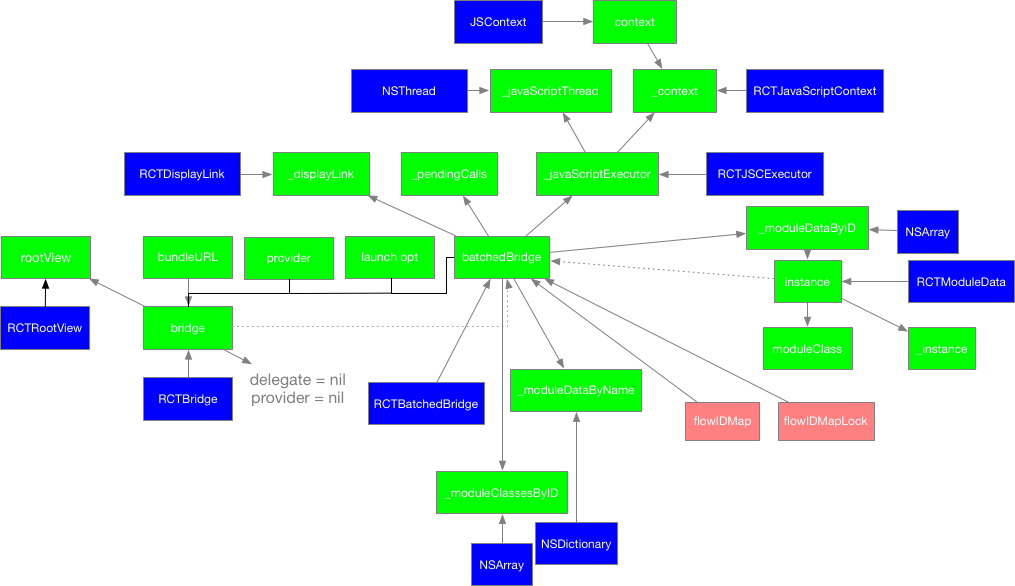 JSContext
context
NSThread
_javaScriptThread
_context
RCTJavaScriptContext
RCTDisplayLink
_displayLink
_pendingCalls
_javaScriptExecutor
RCTJSCExecutor
_moduleDataByID
NSArray
rootView
bundleURL
provider
launch opt
batchedBridge
instance
RCTModuleData
RCTRootView
bridge
moduleClass
_instance
delegate = nil
provider = nil
RCTBridge
RCTBatchedBridge
_moduleDataByName
flowIDMap
flowIDMapLock
_moduleClassesByID
NSDictionary
NSArray